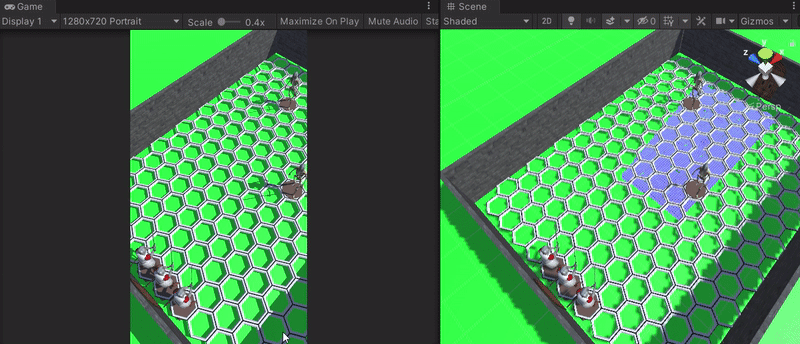 Game
Display 1 1280x720 Portrait Scale 0.4x Maximize On Play Mute Audio Sta
Scene
Shaded 2D 0 Gizmos
Y
Z
X
Persp